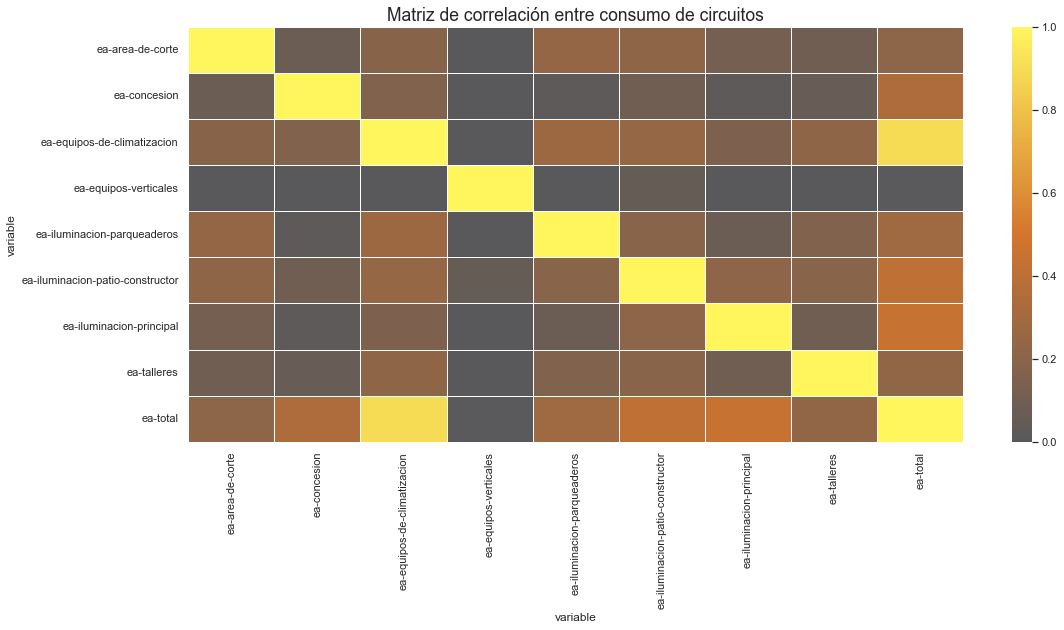 Matriz de correlación entre consumo de circuitos
variable
ea-area-de-corte
ea-concesion
ea-equipos-de-climatizacion
ea-equipos-verticales
ea-iluminacion-parqueaderos
ea-iluminacion-patio-constructor
ea-iluminacion-principal
ea-talleres
ea-total
ea-area-de-corte
ea-concesion
ea-equipos-de-climatizacion
ea-equipos-verticales
ea-iluminacion-parqueaderos
ea-iluminacion-patio-constructor
ea-iluminacion-principal
ea-talleres
ea-total
variable
1.0
0.8
0.6
0.4
0.2
0.0